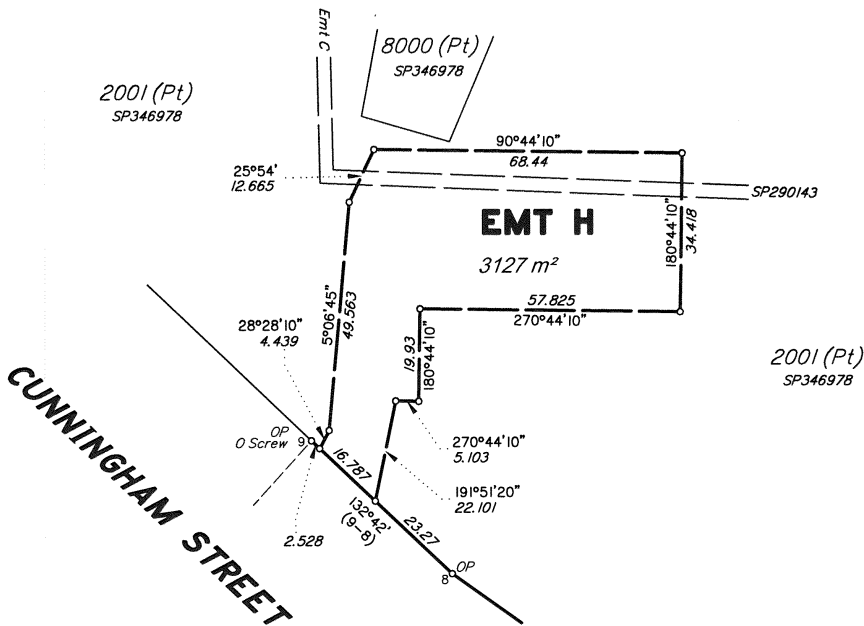 Emt C
8000 (Pt)
SP346978
2001 (Pt)
SP346978
90°44'10"
68.44
25°54'
12.665
SP290143
EMT H
3127 m²
180°44'10"
34.418
57.825
270°44'10"
5°06'45"
49.563
28°28'10"
4.439
19.93
180°44'10"
2001 (Pt)
SP346978
CUNNINGHAM STREET
OP
O Screw
9
16.787
270°44'10"
5.103
191°51'20"
22.101
132°42'
(9-8)
23.27
2.528
OP
8